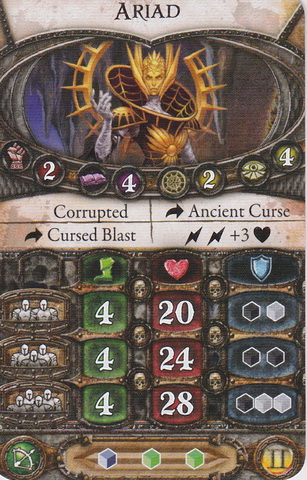 ARIAD
2 4 2 4
Corrupted
Ancient Curse
Cursed Blast
+3
4 20
4 24
4 28
II